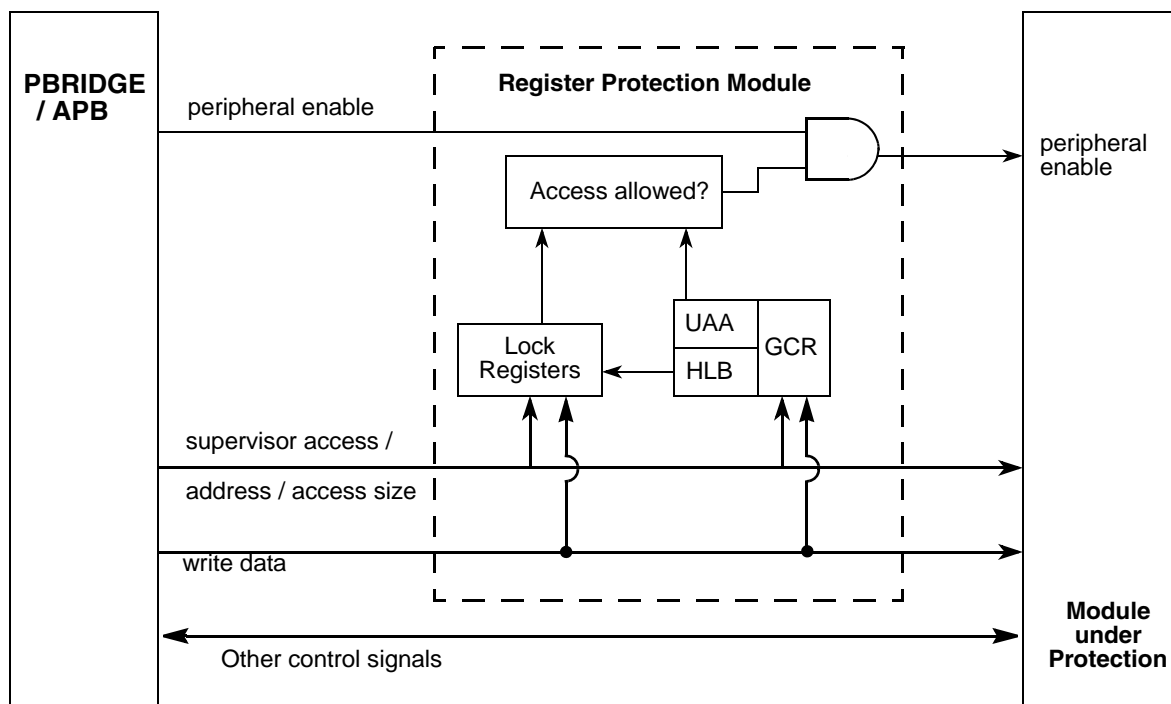 PBRIDGE
/ APB
Register Protection Module
peripheral enable
peripheral
enable
Access allowed?
UAA
GCR
HLB
Lock
Registers
supervisor access /
address / access size
write data
Other control signals
Module
under
Protection